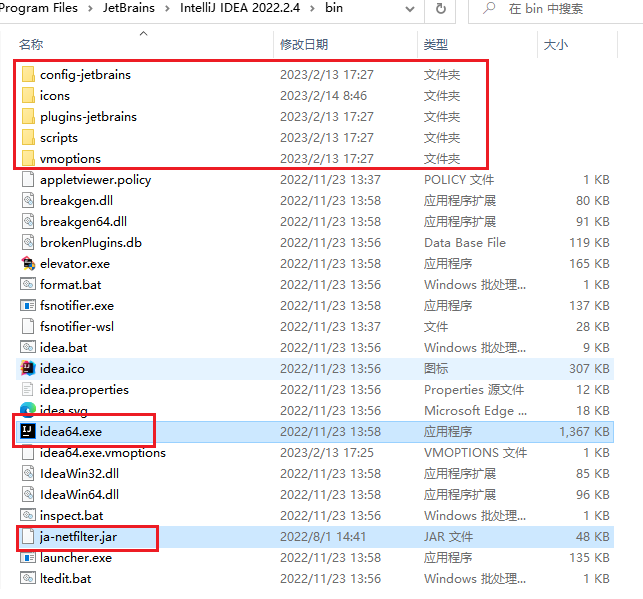 Program Files › JetBrains › IntelliJ IDEA 2022.2.4 › bin 在 bin 中搜索
名称 修改日期 类型 大小
config-jetbrains 2023/2/13 17:27 文件夹
icons 2023/2/14 8:46 文件夹
plugins-jetbrains 2023/2/13 17:27 文件夹
scripts 2023/2/13 17:27 文件夹
vmoptions 2023/2/13 17:27 文件夹
appletviewer.policy 2022/11/23 13:37 POLICY 文件 1 KB
breakgen.dll 2022/11/23 13:58 应用程序扩展 80 KB
breakgen64.dll 2022/11/23 13:58 应用程序扩展 91 KB
brokenPlugins.db 2022/11/23 13:56 Data Base File 119 KB
elevator.exe 2022/11/23 13:58 应用程序 165 KB
format.bat 2022/11/23 13:56 Windows 批处理... 1 KB
fsnotifier.exe 2022/11/23 13:58 应用程序 137 KB
fsnotifier-wsl 2022/11/23 13:37 文件 28 KB
idea.bat 2022/11/23 13:56 Windows 批处理... 9 KB
idea.ico 2022/11/23 13:56 图标 307 KB
idea.properties 2022/11/23 13:56 Properties 源文件 12 KB
idea.svg 2022/11/23 13:56 Microsoft Edge ... 18 KB
idea64.exe 2022/11/23 13:58 应用程序 1,367 KB
idea64.exe.vmoptions 2023/2/13 17:25 VMOPTIONS 文件 1 KB
IdeaWin32.dll 2022/11/23 13:58 应用程序扩展 85 KB
IdeaWin64.dll 2022/11/23 13:58 应用程序扩展 96 KB
inspect.bat 2022/11/23 13:56 Windows 批处理... 1 KB
ja-netfilter.jar 2022/8/1 14:41 JAR 文件 48 KB
launcher.exe 2022/11/23 13:58 应用程序 135 KB
ltedit.bat 2022/11/23 13:56 Windows 批处理... 1 KB